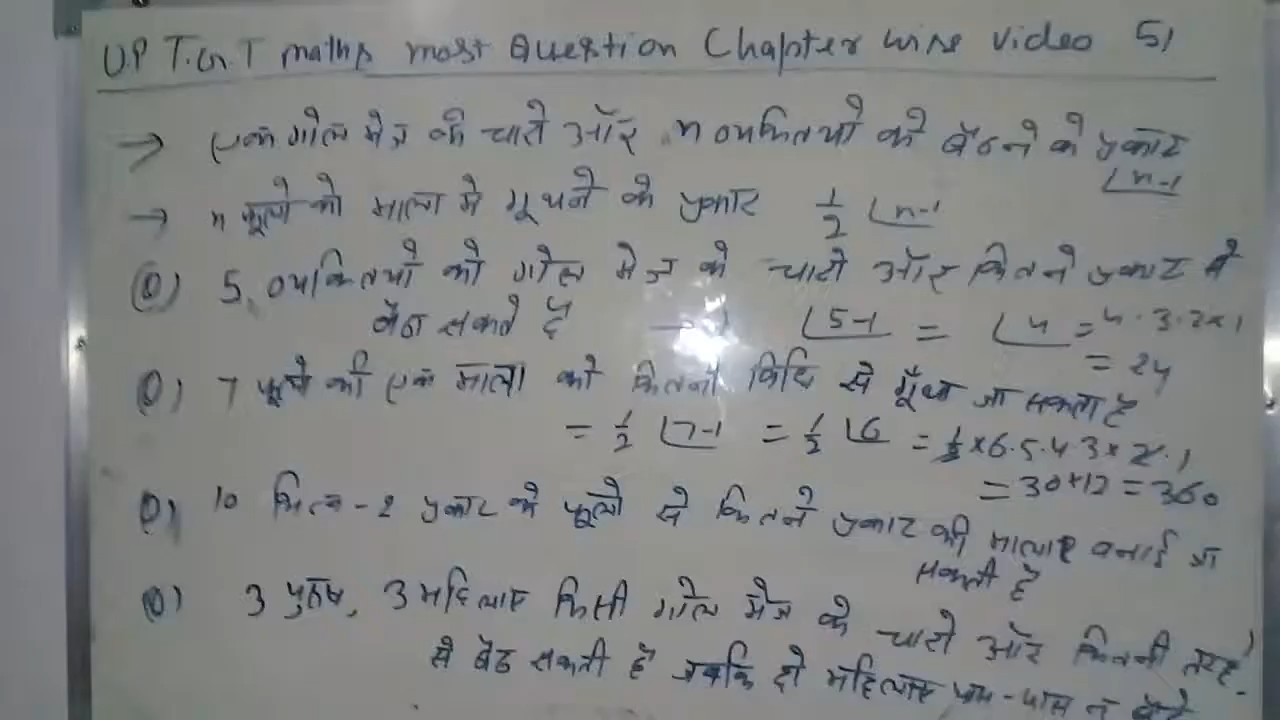 U.P T.G.T maths most Question Chapter wise Video 51
→ एक गोल मेज के चारो ओर n व्यक्तियो के बैठने के प्रकार
∟n-1
→ n फूलो को माला मे गूथने के प्रकार 1/2 ∟n-1
Q) 5 व्यक्तियो को गोल मेज के चारो ओर कितने प्रकार से
बैठा सकते हैं → ∟5-1 = ∟4 = 4·3·2×1
= 24
Q) 7 फूलो की एक माला को कितनी विधि से गूँथा जा सकता है
= 1/2 ∟7-1 = 1/2 ∟6 = 1/2 ×6·5·4·3×2·1
= 30×12 = 360
Q) 10 भिन्न-2 प्रकार के फूलो से कितने प्रकार की मालाए बनाई जा
सकती है
Q) 3 पुरुष, 3 महिलाए किसी गोल मेज के चारो ओर कितनी तरह
से बैठ सकती है जबकि दो महिलाए पास-पास न बैठे